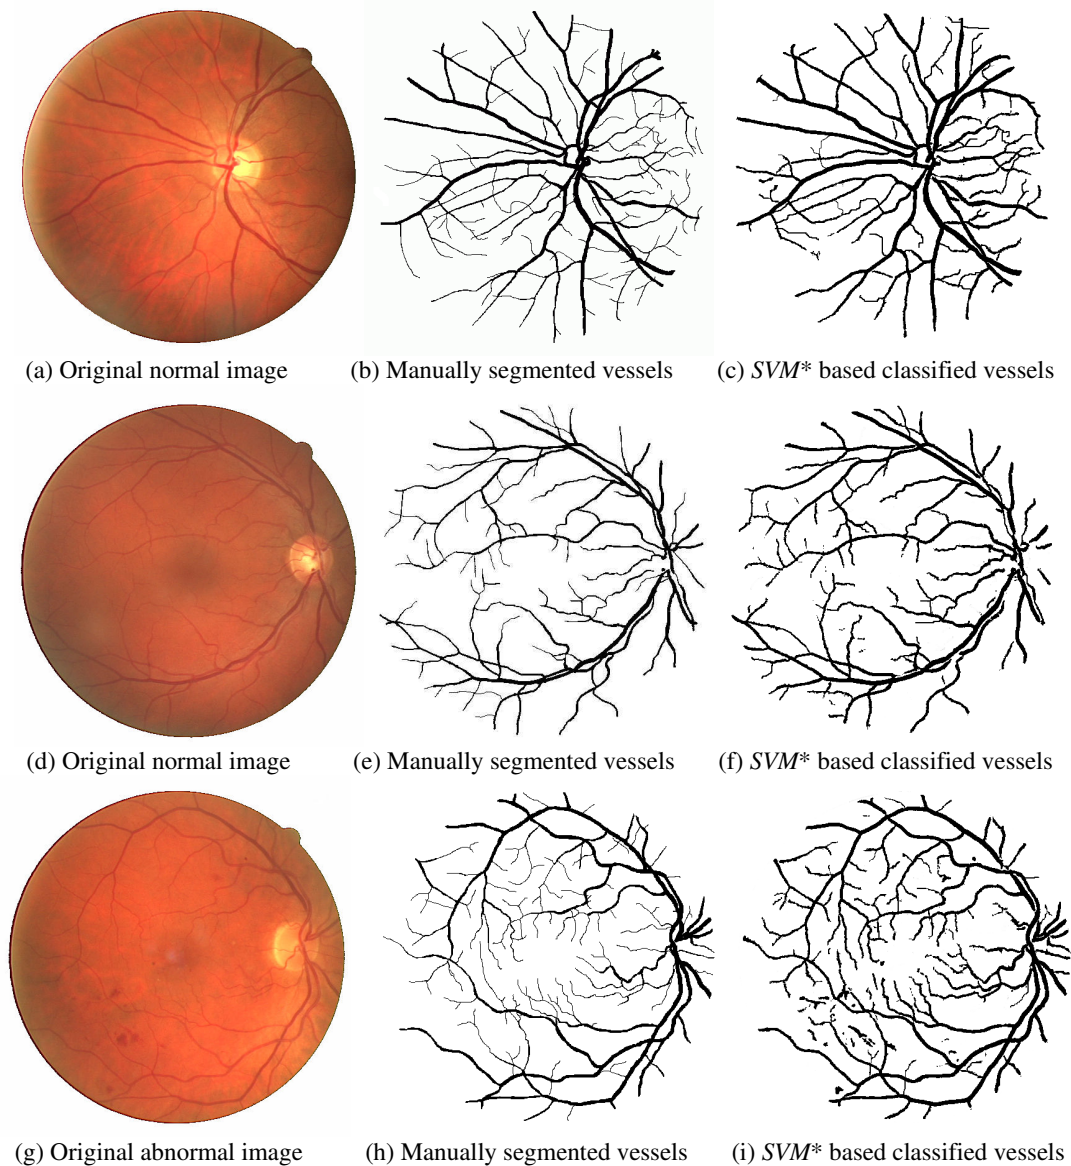 (a) Original normal image (b) Manually segmented vessels (c) SVM* based classified vessels
(d) Original normal image (e) Manually segmented vessels (f) SVM* based classified vessels
(g) Original abnormal image (h) Manually segmented vessels (i) SVM* based classified vessels